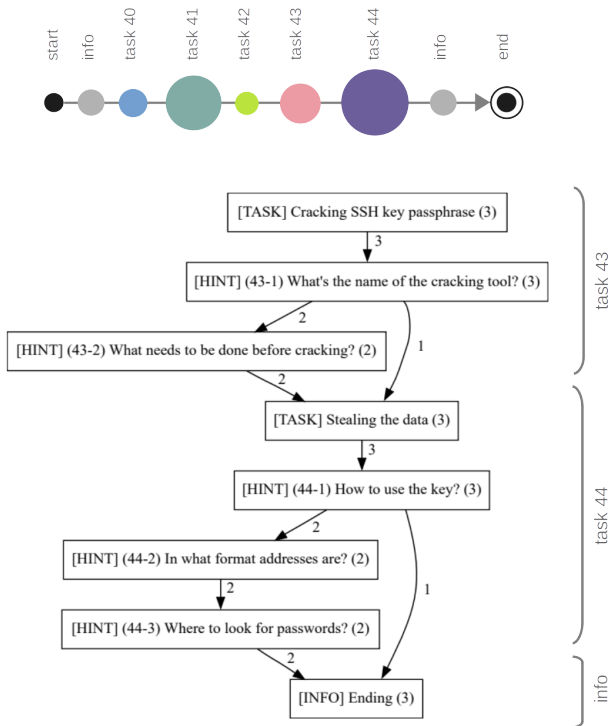 start
info
task 40
task 41
task 42
task 43
task 44
info
end
[TASK] Cracking SSH key passphrase (3)
3
[HINT] (43-1) What's the name of the cracking tool? (3)
2
1
[HINT] (43-2) What needs to be done before cracking? (2)
2
[TASK] Stealing the data (3)
3
[HINT] (44-1) How to use the key? (3)
2
1
[HINT] (44-2) In what format addresses are? (2)
2
[HINT] (44-3) Where to look for passwords? (2)
2
[INFO] Ending (3)
task 43
task 44
info